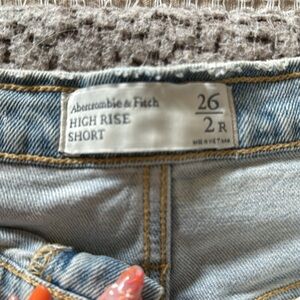 Abercrombie & Fitch
HIGH RISE
SHORT
26
2 R